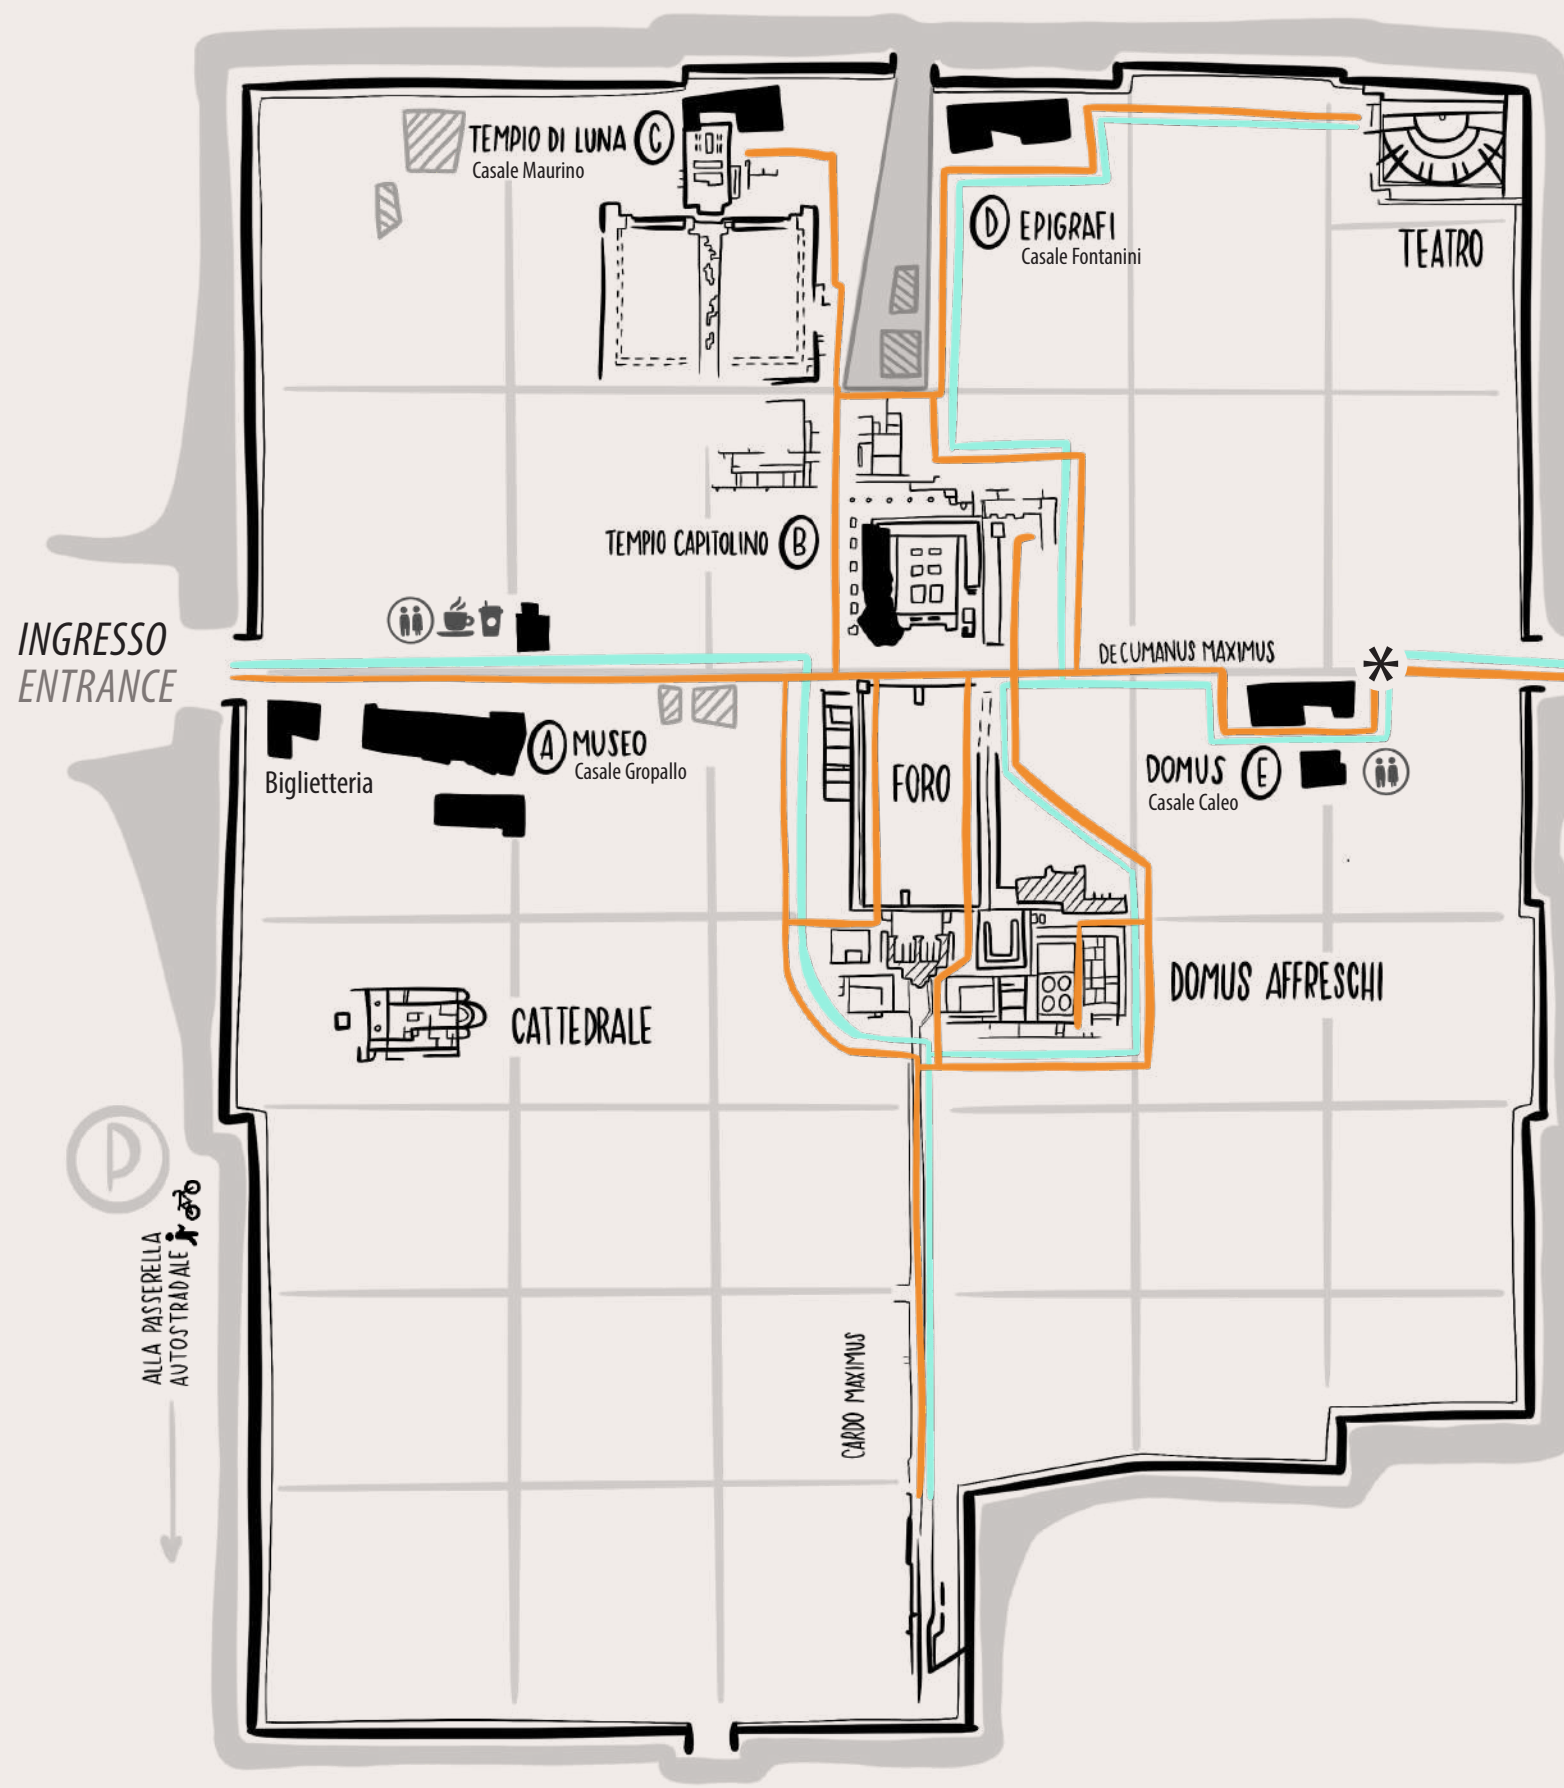 TEMPIO DI LUNA C
Casale Maurino
D EPIGRAFI
Casale Fontanini
TEATRO
TEMPIO CAPITOLINO B
INGRESSO
ENTRANCE
DECUMANUS MAXIMUS
*
A MUSEO
Casale Gropallo
Biglietteria
FORO
DOMUS E
Casale Caleo
DOMUS AFFRESCHI
CATTEDRALE
P
ALLA PASSERELLA
AUTOSTRADALE
CARDO MAXIMUS